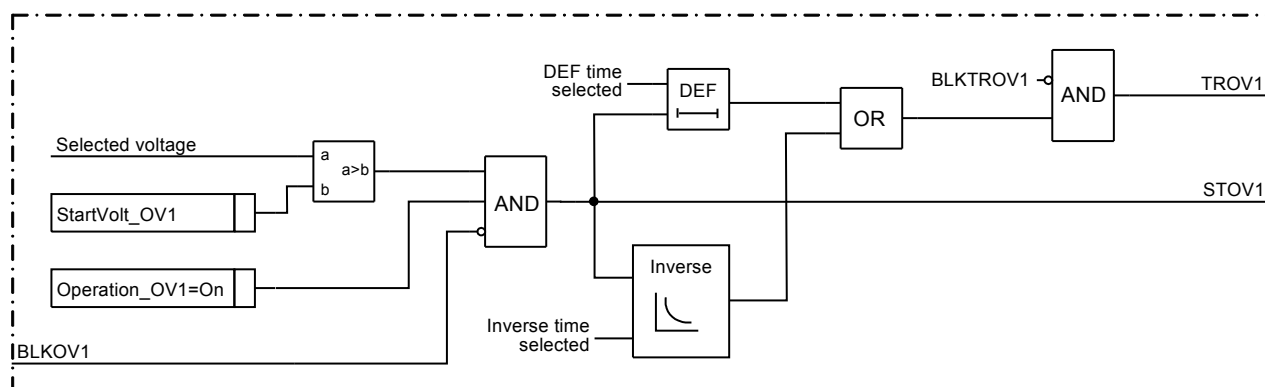 DEF time
selected
DEF
BLKTROV1
AND
TROV1
OR
Selected voltage
a
a>b
b
StartVolt_OV1
AND
STOV1
Operation_OV1=On
Inverse
Inverse time
selected
BLKOV1